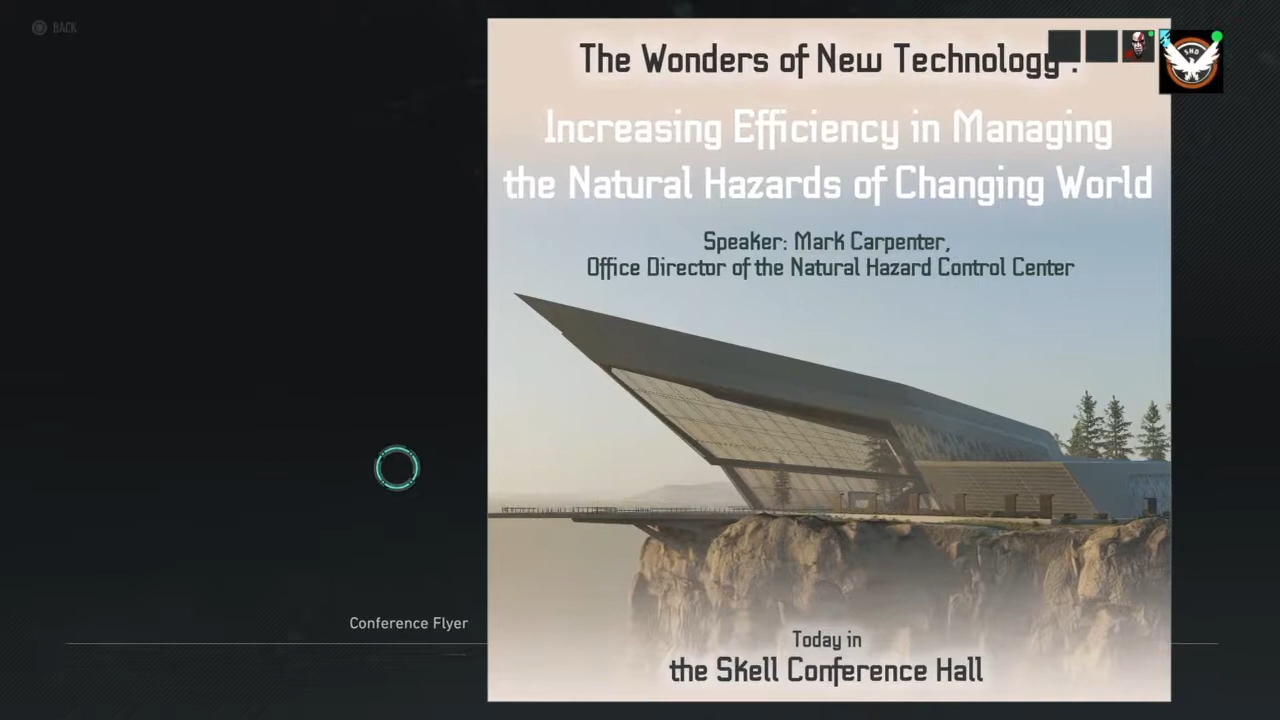 BACK
The Wonders of New Technology :
Increasing Efficiency in Managing
the Natural Hazards of Changing World
Speaker: Mark Carpenter,
Office Director of the Natural Hazard Control Center
Conference Flyer
Today in
the Skell Conference Hall
SHD